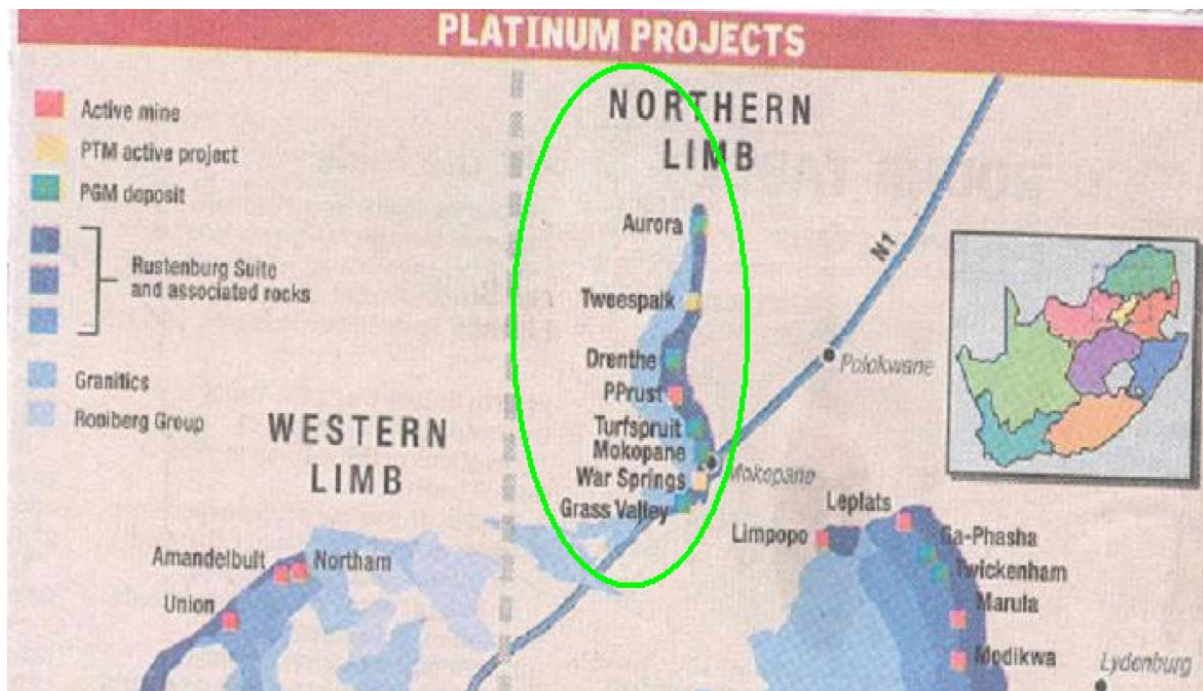 PLATINUM PROJECTS
Active mine
PTM active project
PGM deposit
Rustenburg Suite
and associated rocks
Granitics
Rooiberg Group
NORTHERN
LIMB
Aurora
Tweespalk
Drenthe
PPrust
Turfspruit
Mokopane
War Springs
Grass Valley
N1
Polokwane
Mokopane
WESTERN
LIMB
Amandelbult
Northam
Union
Leplats
Limpopo
Ga-Phasha
Twickenham
Marula
Modikwa
Lydenburg